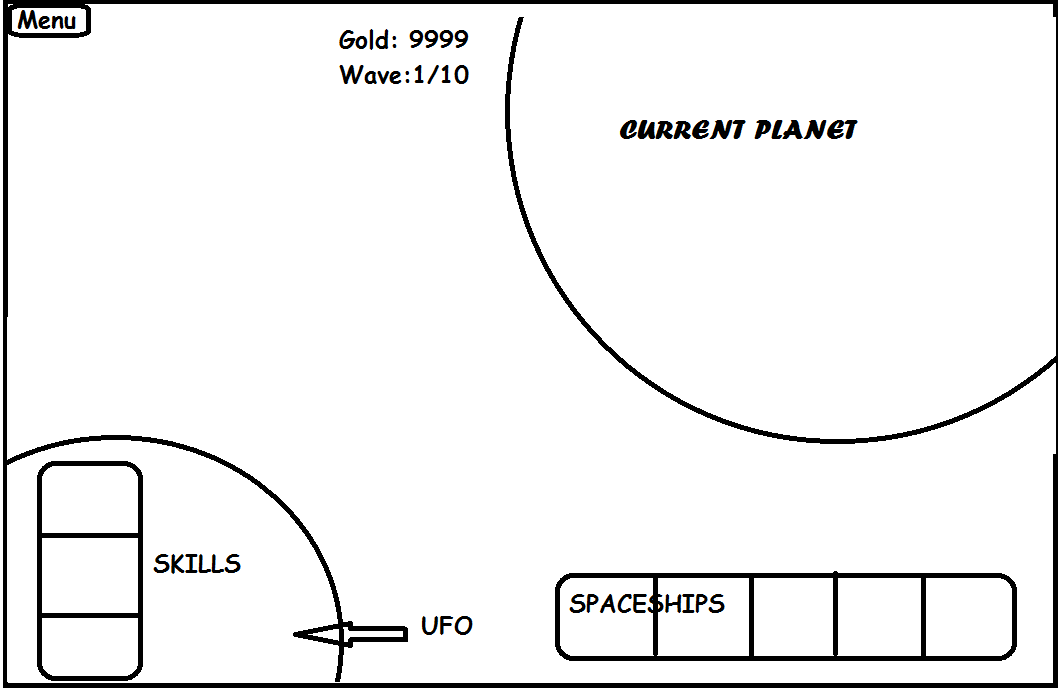 Menu
Gold: 9999
Wave:1/10
CURRENT PLANET
SKILLS
SPACESHIPS
UFO